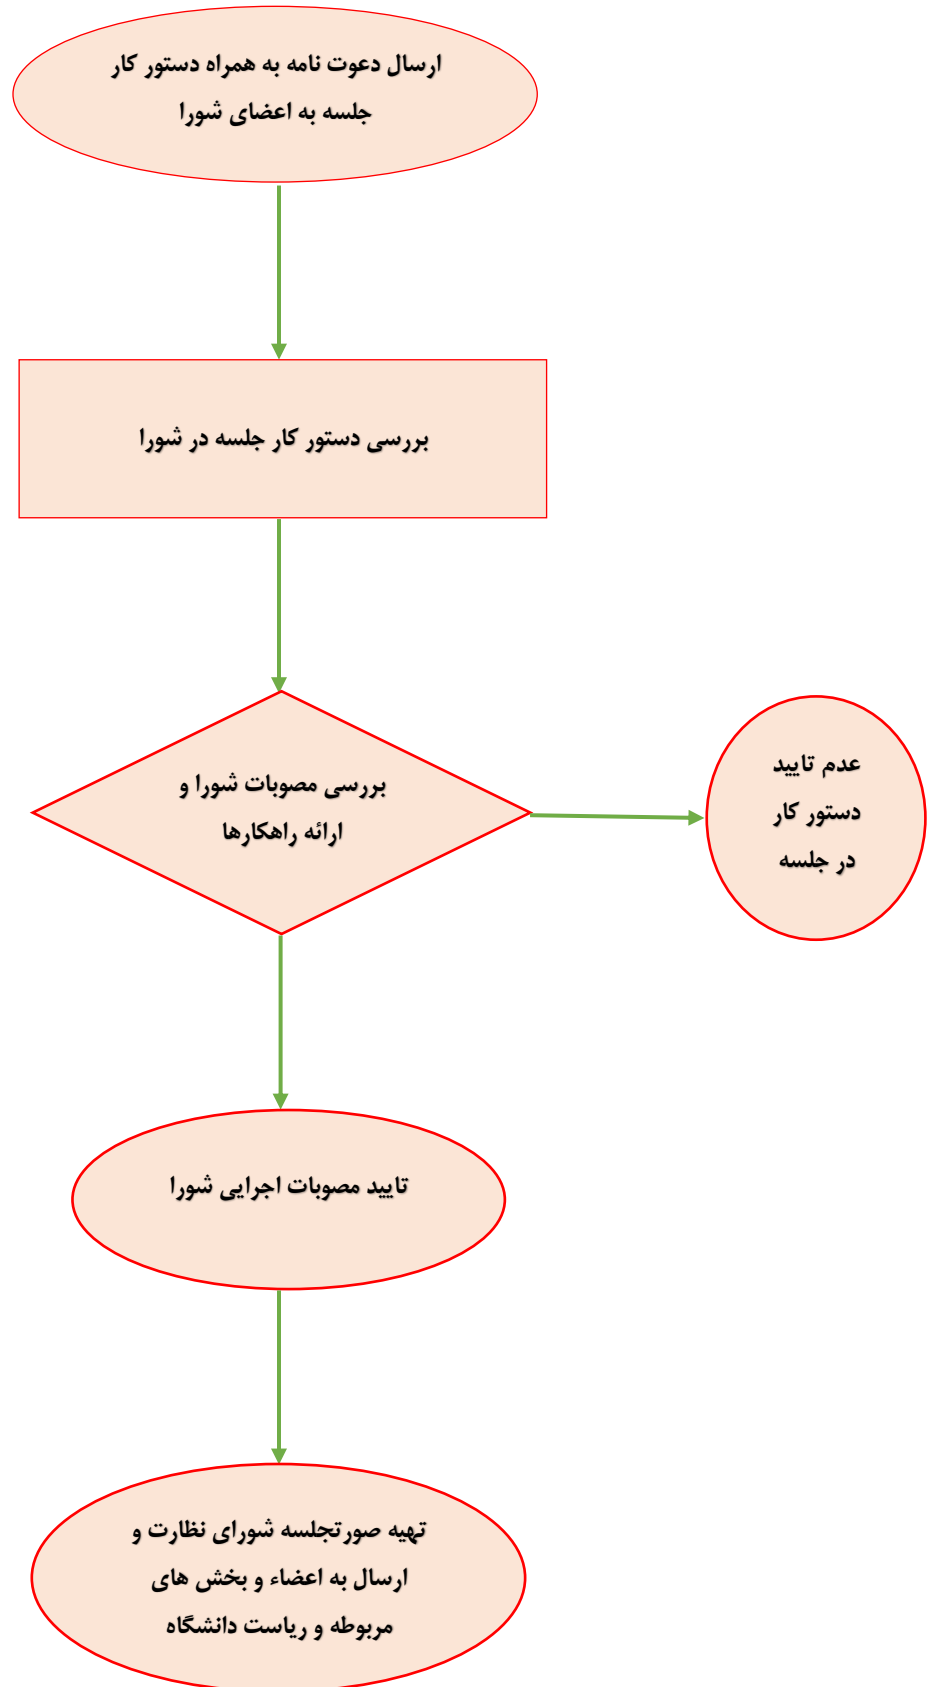 ارسال دعوت نامه به همراه دستور کار
جلسه به اعضای شورا
بررسی دستور کار جلسه در شورا
بررسی مصوبات شورا و
ارائه راهکارها
عدم تایید
دستور کار
در جلسه
تایید مصوبات اجرایی شورا
تهیه صورتجلسه شورای نظارت و
ارسال به اعضاء و بخش های
مربوطه و ریاست دانشگاه